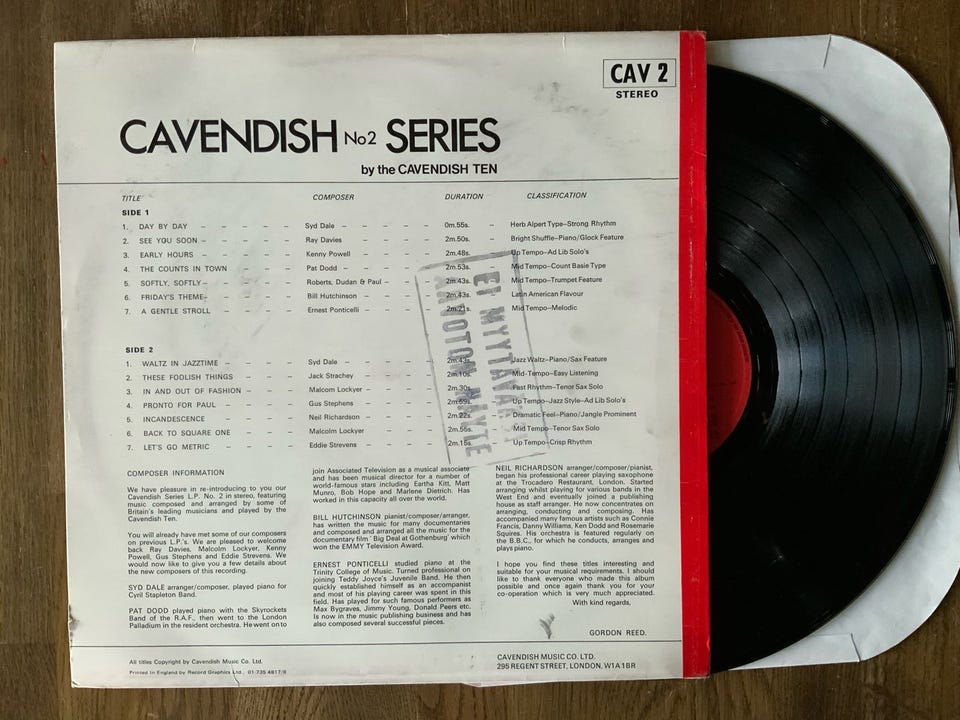 CAV 2
STEREO
CAVENDISH No2 SERIES
by the CAVENDISH TEN
TITLE COMPOSER DURATION CLASSIFICATION
SIDE 1
1. DAY BY DAY – – – – – Syd Dale – – – – – 0m.55s. – Herb Alpert Type–Strong Rhythm
2. SEE YOU SOON – – – – – Ray Davies – – – – 2m.50s. – Bright Shuffle–Piano/Glock Feature
3. EARLY HOURS – – – – – Kenny Powell – – – – 2m.48s. – Up Tempo–Ad Lib Solo's
4. THE COUNTS IN TOWN – – – Pat Dodd – – – – – 2m.53s. Mid Tempo–Count Basie Type
5. SOFTLY, SOFTLY – – – – – Roberts, Dudan & Paul – – – 2m.43s. Mid Tempo–Trumpet Feature
6. FRIDAY'S THEME – – – – Bill Hutchinson – – – – 2m.43s. Latin American Flavour
7. A GENTLE STROLL – – – – Ernest Ponticelli – – – – 2m.21s. Mid Tempo–Melodic
SIDE 2
1. WALTZ IN JAZZTIME – – – – Syd Dale – – – – – 2m.43s. Jazz Waltz–Piano/Sax Feature
2. THESE FOOLISH THINGS – – – Jack Strachey – – – – 2m.10s. Mid-Tempo–Easy Listening
3. IN AND OUT OF FASHION – – – Malcom Lockyer – – – – 2m.30s. Fast Rhythm–Tenor Sax Solo
4. PRONTO FOR PAUL – – – – Gus Stephens – – – – 2m.59s. Up Tempo–Jazz Style–Ad Lib Solo's
5. INCANDESCENCE – – – – Neil Richardson – – – – 2m.22s. Dramatic Feel–Piano/Jangle Prominent
6. BACK TO SQUARE ONE – – – Malcolm Lockyer – – – – 2m.55s. Mid Tempo–Tenor Sax Solo
7. LET'S GO METRIC – – – – Eddie Strevens – – – – 2m.15s. Up Tempo–Crisp Rhythm
EI MYYTÄVÄNÄ
COMPOSER INFORMATION
We have pleasure in re-introducing to you our
Cavendish Series L.P. No. 2 in stereo, featuring
music composed and arranged by some of
Britain's leading musicians and played by the
Cavendish Ten.
You will already have met some of our composers
on previous L.P.'s. We are pleased to welcome
back Ray Davies, Malcolm Lockyer, Kenny
Powell, Gus Stephens and Eddie Strevens. We
would now like to give you a few details about
the new composers of this recording.
SYD DALE arranger/composer, played piano for
Cyril Stapleton Band.
PAT DODD played piano with the Skyrockets
Band of the R.A.F., then went to the London
Palladium in the resident orchestra. He went on to
join Associated Television as a musical associate
and has been musical director for a number of
world-famous stars including Eartha Kitt, Matt
Munro, Bob Hope and Marlene Dietrich. Has
worked in this capacity all over the world.
BILL HUTCHINSON pianist/composer/arranger,
has written the music for many documentaries
and composed and arranged all the music for the
documentary film ' Big Deal at Gothenburg' which
won the EMMY Television Award.
ERNEST PONTICELLI studied piano at the
Trinity College of Music. Turned professional on
joining Teddy Joyce's Juvenile Band. He then
quickly established himself as an accompanist
and most of his playing career was spent in this
field. Has played for such famous performers as
Max Bygraves, Jimmy Young, Donald Peers etc.
Is now in the music publishing business and has
also composed several successful pieces.
NEIL RICHARDSON arranger/composer/pianist,
began his professional career playing saxophone
at the Trocadero Restaurant, London. Started
arranging whilst playing for various bands in the
West End and eventually joined a publishing
house as staff arranger. He now concentrates on
arranging, conducting and composing. Has
accompanied many famous artists such as Connie
Francis, Danny Williams, Ken Dodd and Rosemarie
Squires. His orchestra is featured regularly on
the B.B.C., for which he conducts, arranges and
plays piano.
I hope you find these titles interesting and
suitable for your musical requirements. I should
like to thank everyone who made this album
possible and once again thank you for your
co-operation which is very much appreciated.
With kind regards,
GORDON REED.
All titles Copyright by Cavendish Music Co. Ltd.
Printed in England by Record Graphics Ltd., 01-735 4817/8
CAVENDISH MUSIC CO. LTD.
295 REGENT STREET, LONDON, W1A 1BR